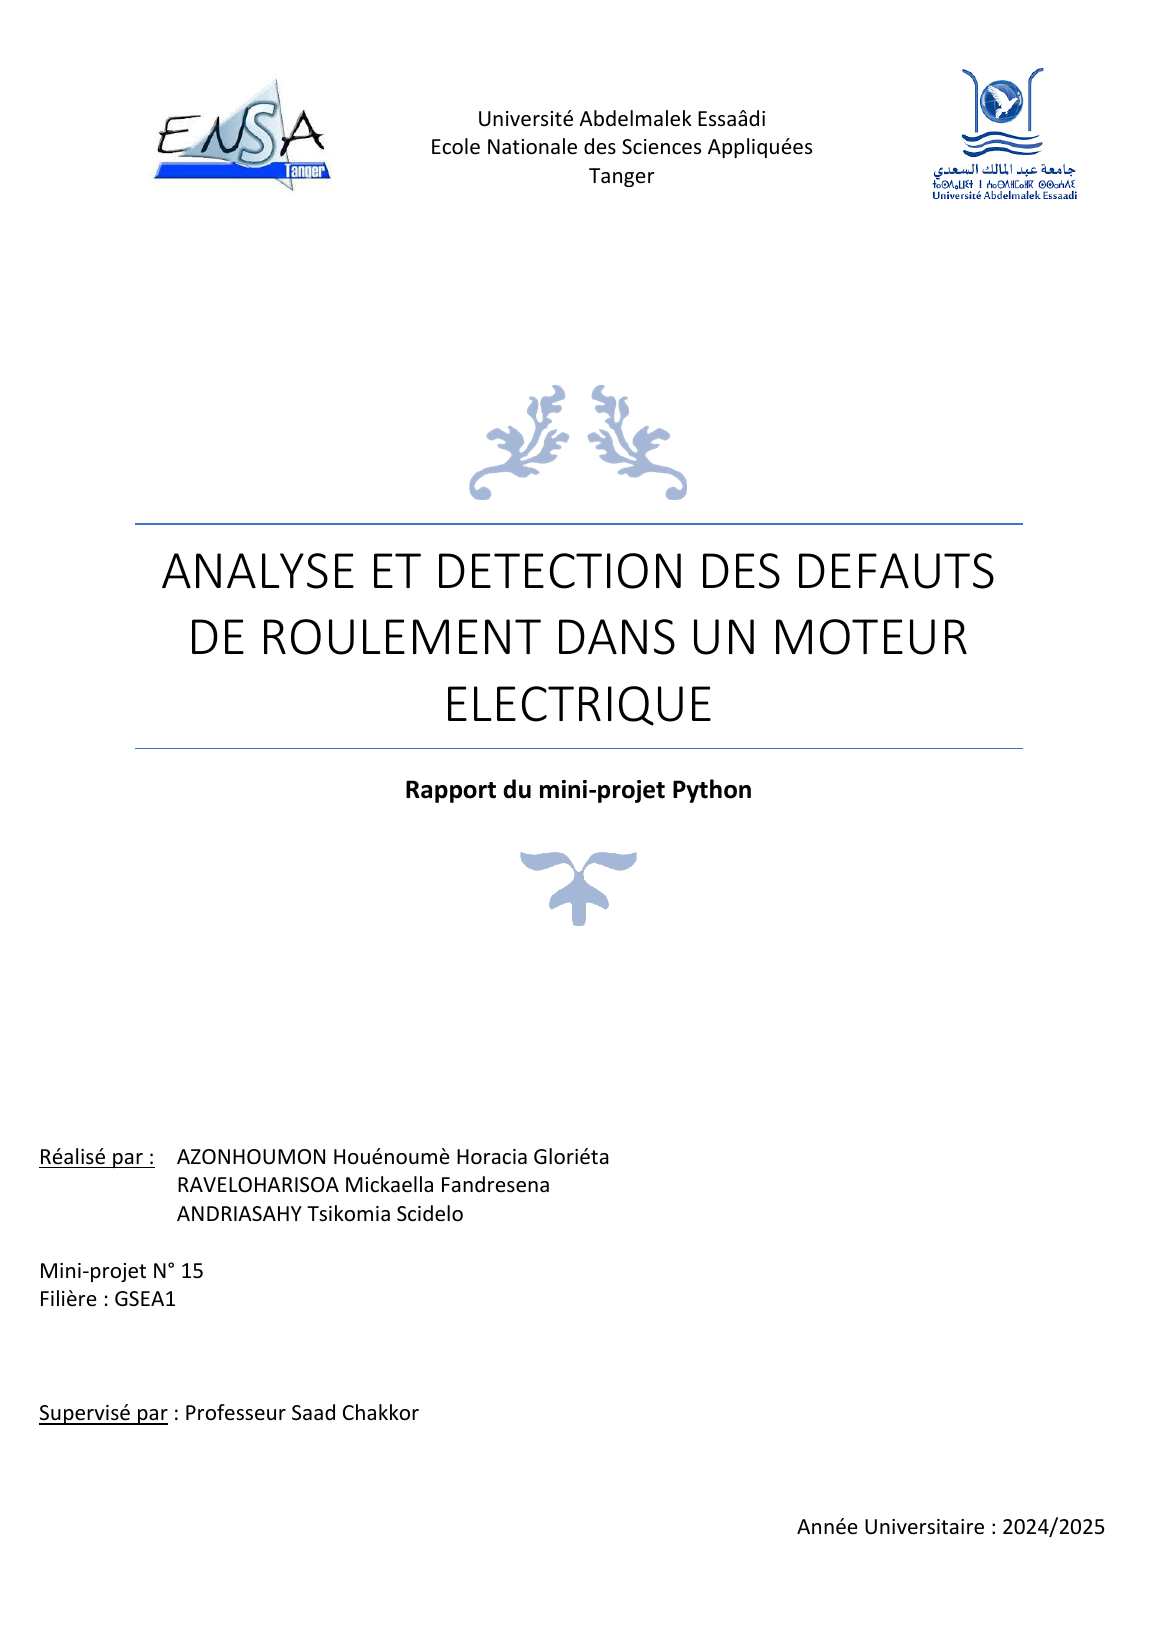 ENSA
Tanger
Université Abdelmalek Essaâdi
Ecole Nationale des Sciences Appliquées
Tanger
جامعة عبد المالك السعدي
Université Abdelmalek Essaadi
ANALYSE ET DETECTION DES DEFAUTS
DE ROULEMENT DANS UN MOTEUR
ELECTRIQUE
Rapport du mini-projet Python
Réalisé par : AZONHOUMON Houénoumè Horacia Gloriéta
RAVELOHARISOA Mickaella Fandresena
ANDRIASAHY Tsikomia Scidelo
Mini-projet N° 15
Filière : GSEA1
Supervisé par : Professeur Saad Chakkor
Année Universitaire : 2024/2025